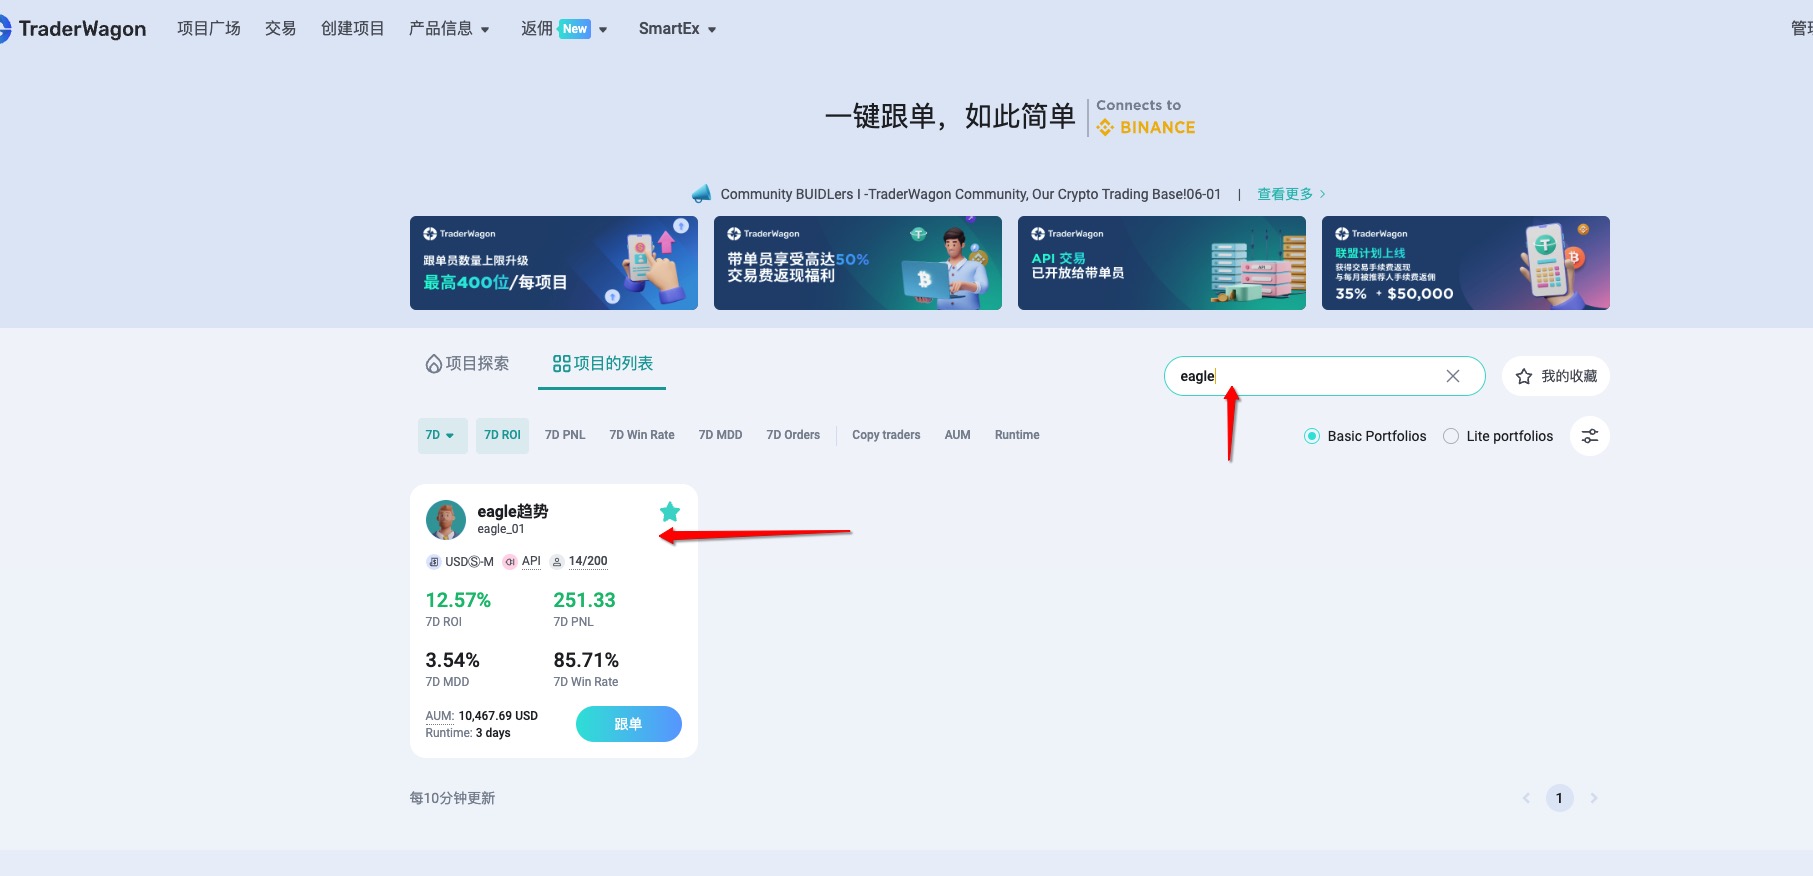 TraderWagon 项目广场 交易 创建项目 产品信息 返佣 New SmartEx
一键跟单，如此简单
Connects to
BINANCE
Community BUIDLers I -TraderWagon Community, Our Crypto Trading Base!06-01 | 查看更多
TraderWagon
跟单员数量上限升级
最高400位/每项目
TraderWagon
带单员享受高达50%
交易费返现福利
TraderWagon
API 交易
已开放给带单员
TraderWagon
联盟计划上线
获得交易手续费返现
与每月被推荐人手续费返佣
35% + $50,000
项目探索 项目的列表
eagle
我的收藏
7D 7D ROI 7D PNL 7D Win Rate 7D MDD 7D Orders Copy traders AUM Runtime
Basic Portfolios Lite portfolios
eagle趋势
eagle_01
USDⓈ-M API 14/200
12.57% 251.33
7D ROI 7D PNL
3.54% 85.71%
7D MDD 7D Win Rate
AUM: 10,467.69 USD
Runtime: 3 days
跟单
每10分钟更新
1